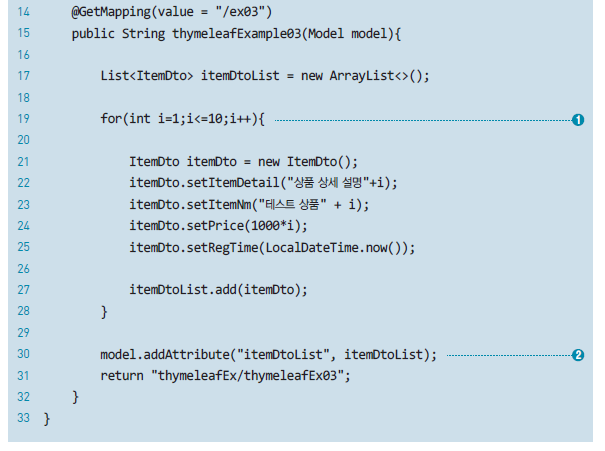 14 @GetMapping(value = "/ex03")
15 public String thymeleafExample03(Model model){
16
17 List<ItemDto> itemDtoList = new ArrayList<>();
18
19 for(int i=1;i<=10;i++){ 1
20
21 ItemDto itemDto = new ItemDto();
22 itemDto.setItemDetail("상품 상세 설명"+i);
23 itemDto.setItemNm("테스트 상품" + i);
24 itemDto.setPrice(1000*i);
25 itemDto.setRegTime(LocalDateTime.now());
26
27 itemDtoList.add(itemDto);
28 }
29
30 model.addAttribute("itemDtoList", itemDtoList); 2
31 return "thymeleafEx/thymeleafEx03";
32 }
33 }